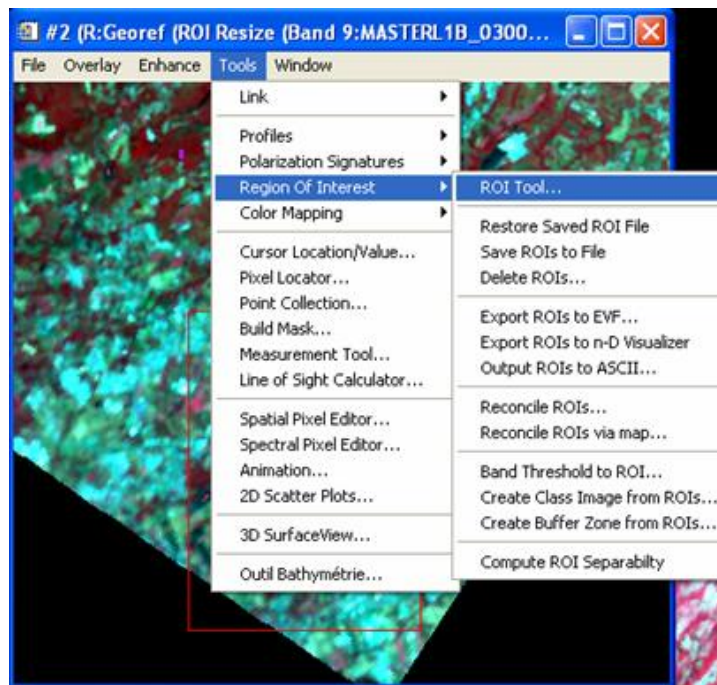 #2 (R:Georef (ROI Resize (Band 9:MASTERL1B_0300...
File Overlay Enhance Tools Window
Link
Profiles
Polarization Signatures
Region Of Interest
Color Mapping
Cursor Location/Value...
Pixel Locator...
Point Collection...
Build Mask...
Measurement Tool...
Line of Sight Calculator...
Spatial Pixel Editor...
Spectral Pixel Editor...
Animation...
2D Scatter Plots...
3D SurfaceView...
Outil Bathymétrie...
ROI Tool...
Restore Saved ROI File
Save ROIs to File
Delete ROIs...
Export ROIs to EVF...
Export ROIs to n-D Visualizer
Output ROIs to ASCII...
Reconcile ROIs...
Reconcile ROIs via map...
Band Threshold to ROI...
Create Class Image from ROIs...
Create Buffer Zone from ROIs...
Compute ROI Separabilty